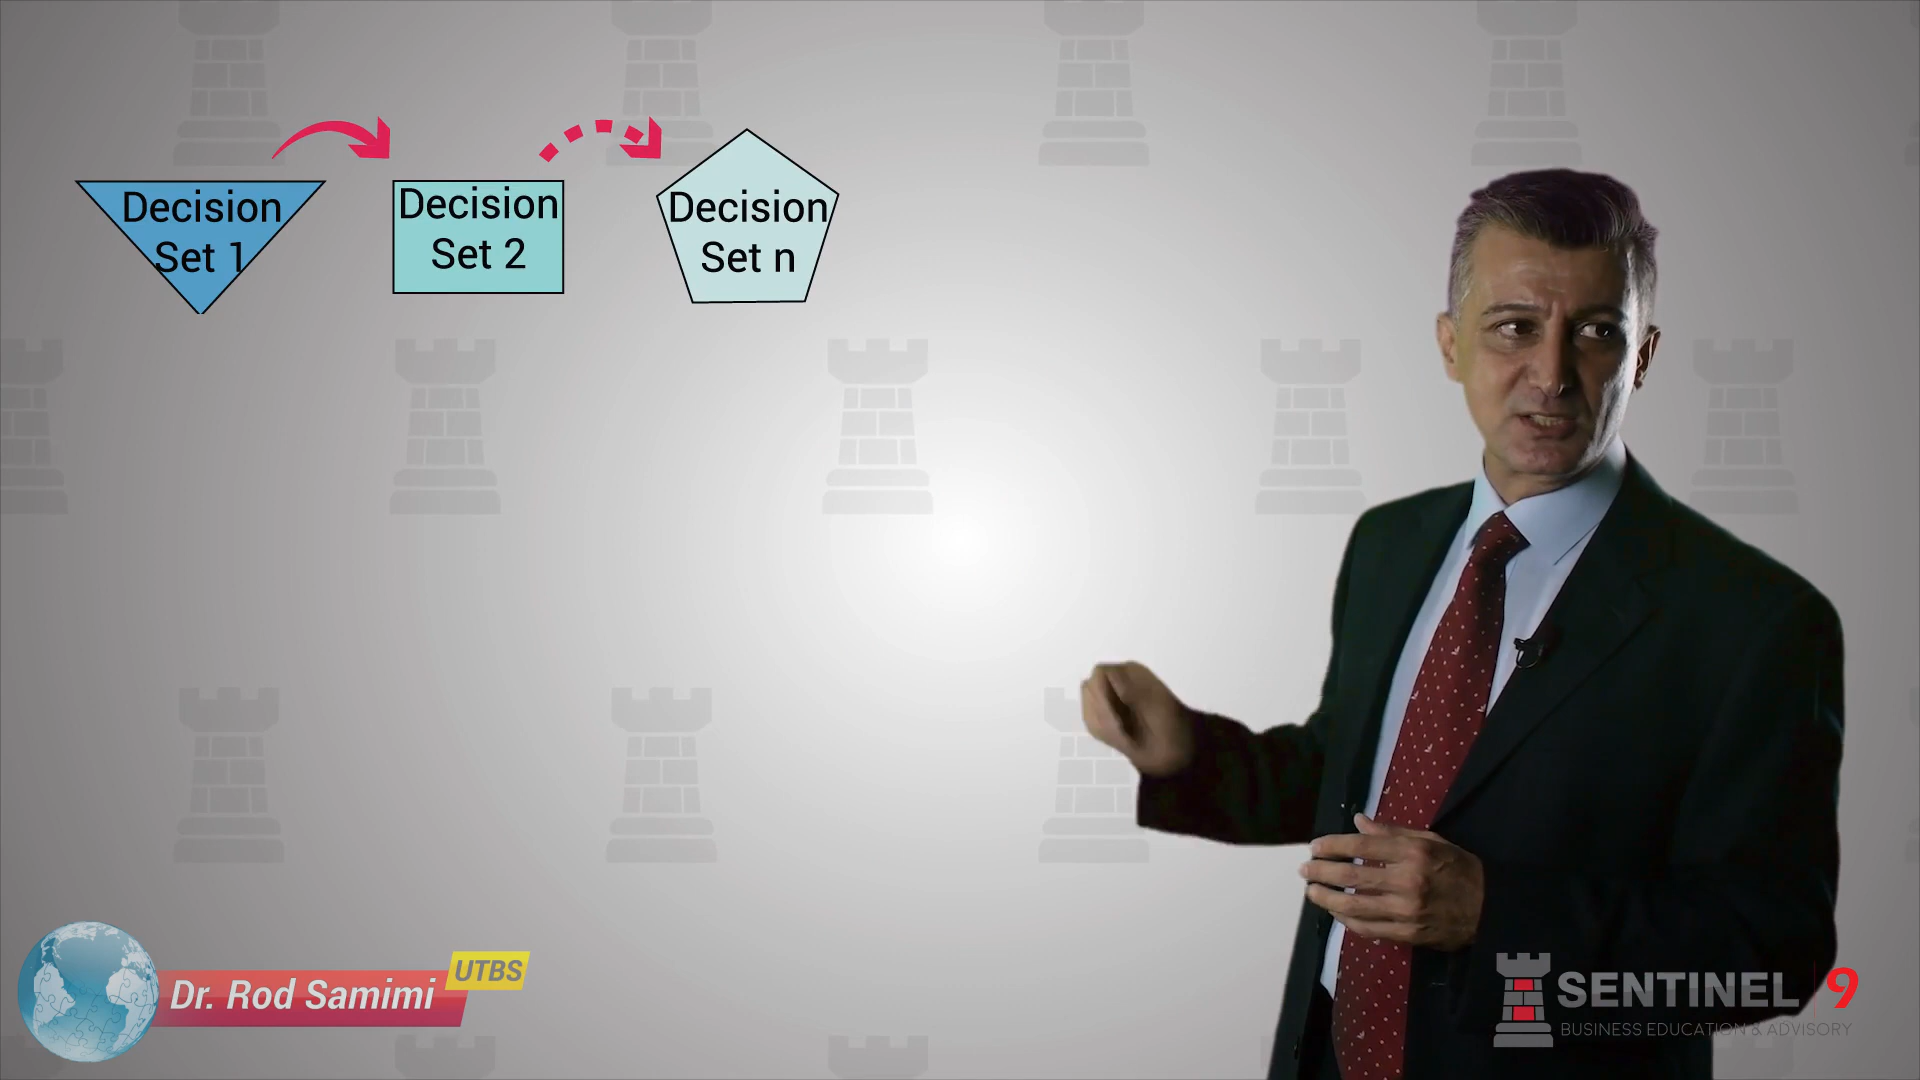 Decision
Set 1
Decision
Set 2
Decision
Set n
UTBS
Dr. Rod Samimi
SENTINEL 9
BUSINESS EDUCATION & ADVISORY